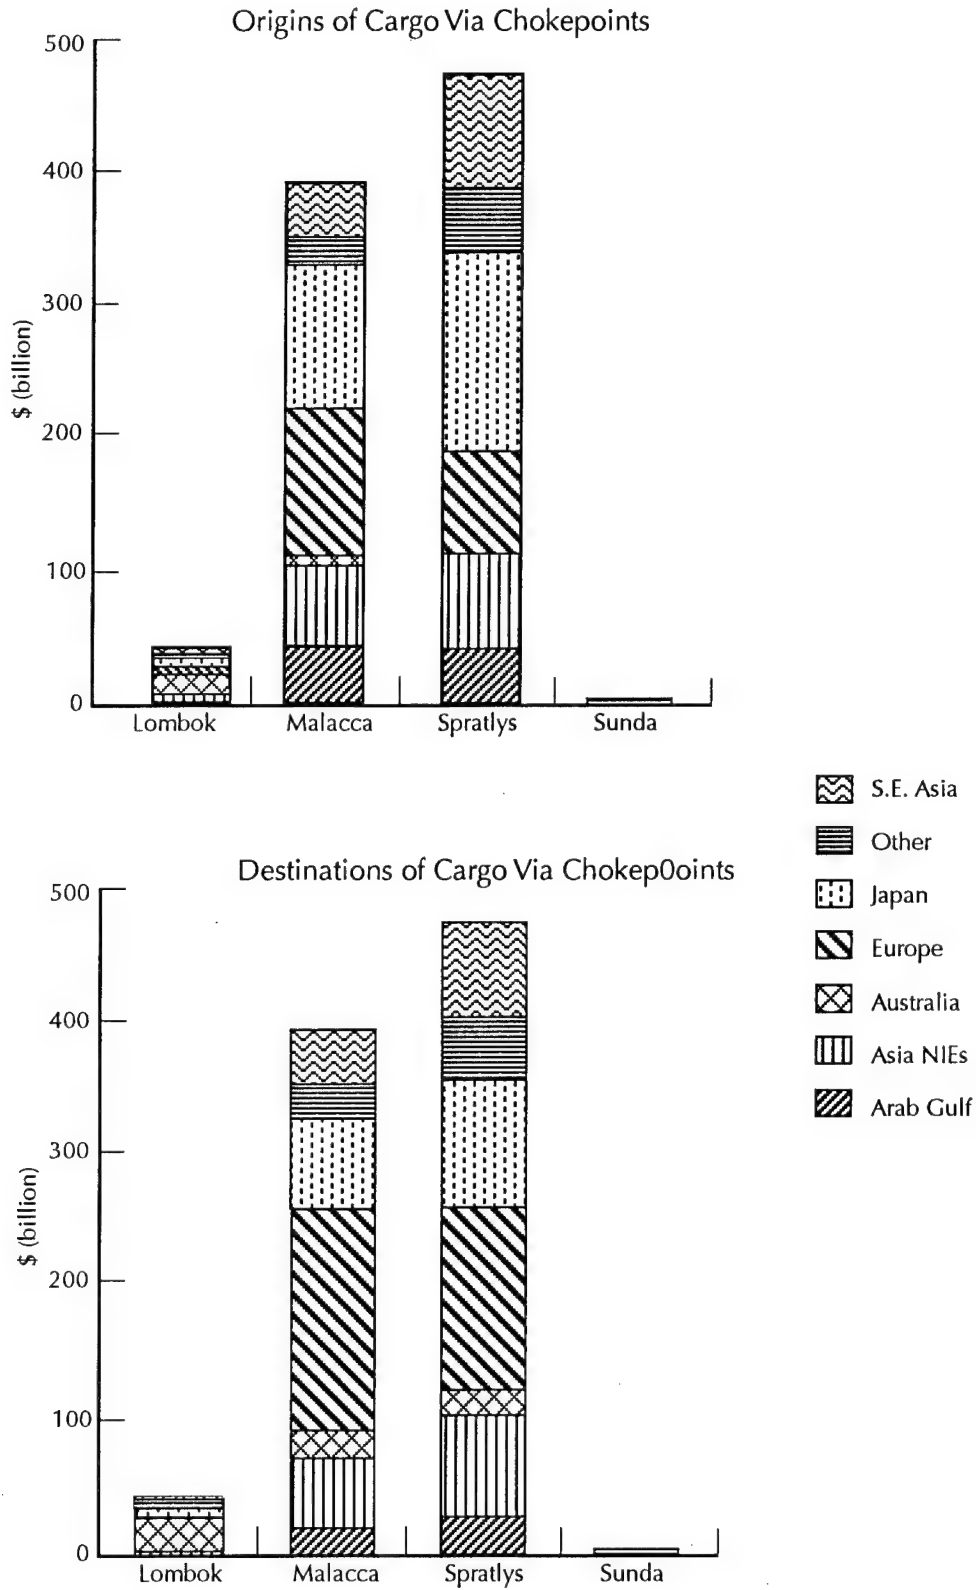 Origins of Cargo Via Chokepoints
500
400
300
200
100
0
$ (billion)
Lombok Malacca Spratlys Sunda
S.E. Asia
Other
Japan
Europe
Australia
Asia NIEs
Arab Gulf
Destinations of Cargo Via Chokep0oints
500
400
300
200
100
0
$ (billion)
Lombok Malacca Spratlys Sunda